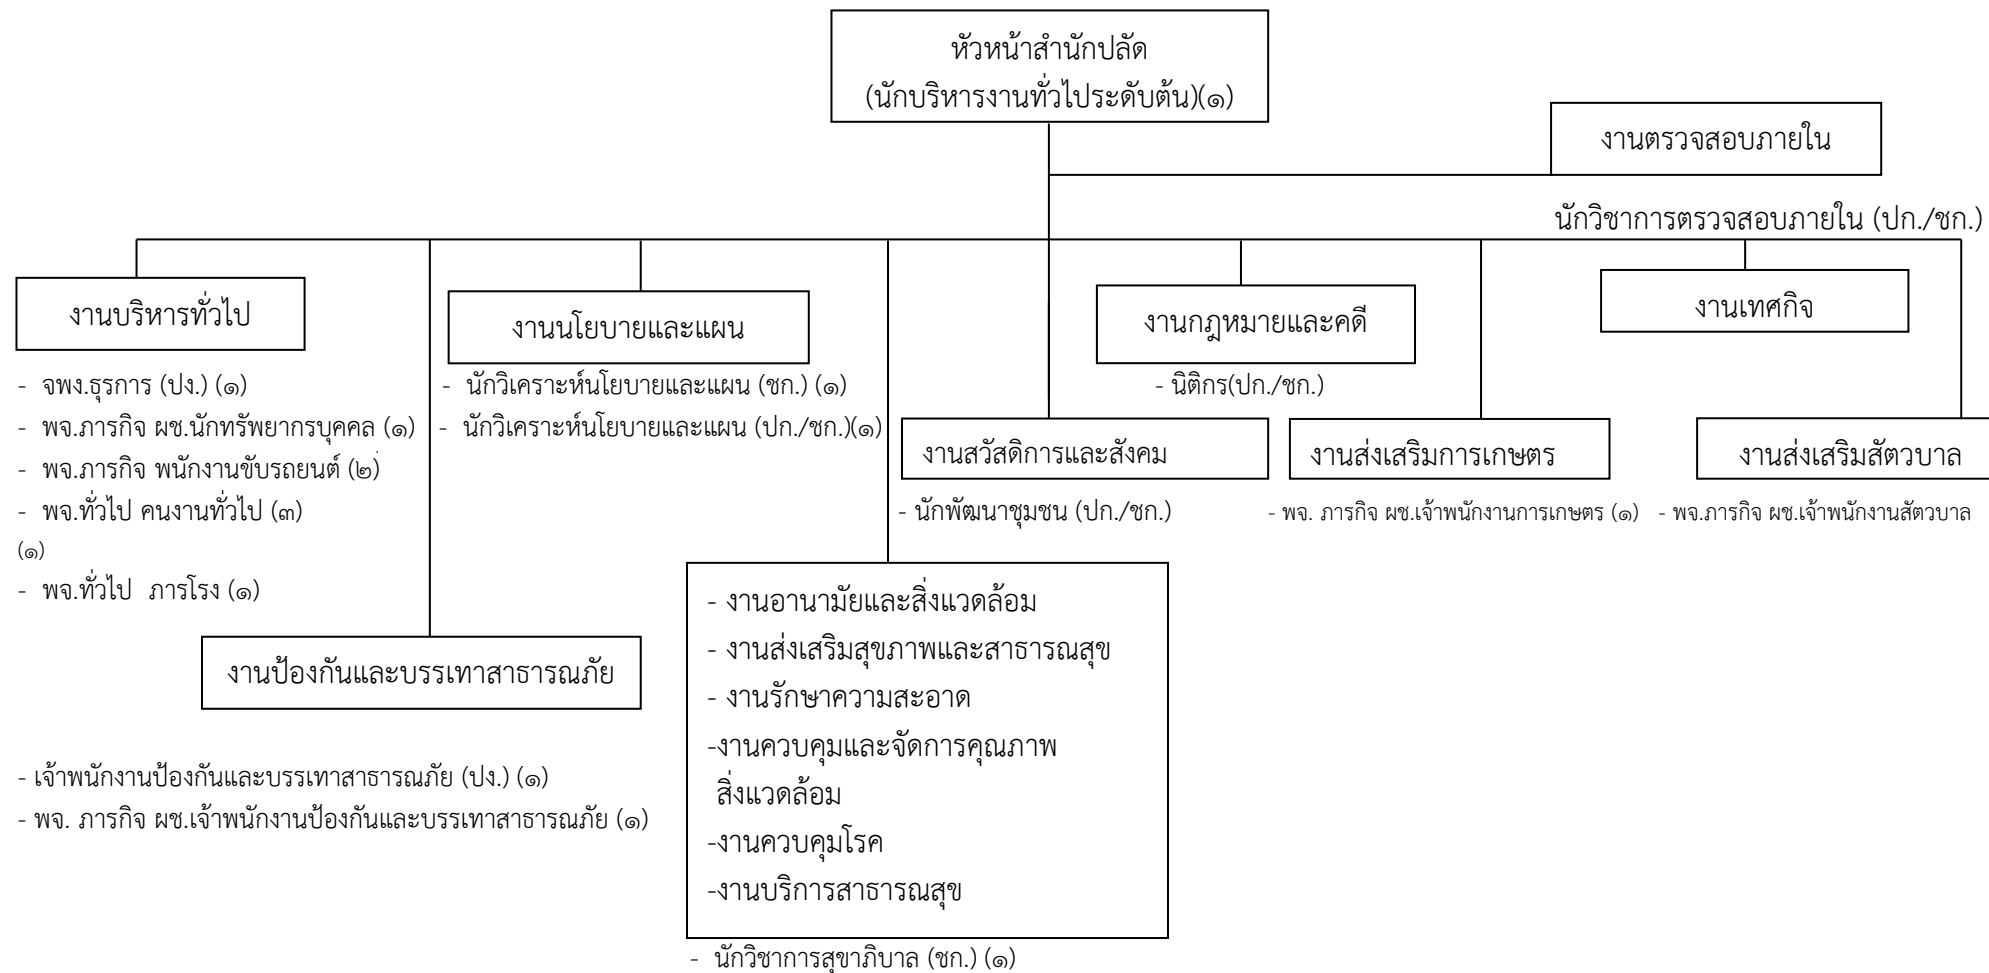 หัวหน้าสำนักปลัด
(นักบริหารงานทั่วไประดับต้น)(๑)
งานตรวจสอบภายใน
นักวิชาการตรวจสอบภายใน (ปก./ชก.)
งานบริหารทั่วไป
- จพง.ธุรการ (ปง.) (๑)
- พจ.ภารกิจ ผช.นักทรัพยากรบุคคล (๑)
- พจ.ภารกิจ พนักงานขับรถยนต์ (๒)
- พจ.ทั่วไป คนงานทั่วไป (๓)
(๑)
- พจ.ทั่วไป ภารโรง (๑)
งานนโยบายและแผน
- นักวิเคราะห์นโยบายและแผน (ชก.) (๑)
- นักวิเคราะห์นโยบายและแผน (ปก./ชก.)(๑)
งานกฎหมายและคดี
- นิติกร(ปก./ชก.)
งานเทศกิจ
งานสวัสดิการและสังคม
- นักพัฒนาชุมชน (ปก./ชก.)
งานส่งเสริมการเกษตร
- พจ. ภารกิจ ผช.เจ้าพนักงานการเกษตร (๑)
งานส่งเสริมสัตวบาล
- พจ.ภารกิจ ผช.เจ้าพนักงานสัตวบาล
งานป้องกันและบรรเทาสาธารณภัย
- เจ้าพนักงานป้องกันและบรรเทาสาธารณภัย (ปง.) (๑)
- พจ. ภารกิจ ผช.เจ้าพนักงานป้องกันและบรรเทาสาธารณภัย (๑)
- งานอานามัยและสิ่งแวดล้อม
- งานส่งเสริมสุขภาพและสาธารณสุข
- งานรักษาความสะอาด
-งานควบคุมและจัดการคุณภาพ
สิ่งแวดล้อม
-งานควบคุมโรค
-งานบริการสาธารณสุข
- นักวิชาการสุขาภิบาล (ชก.) (๑)